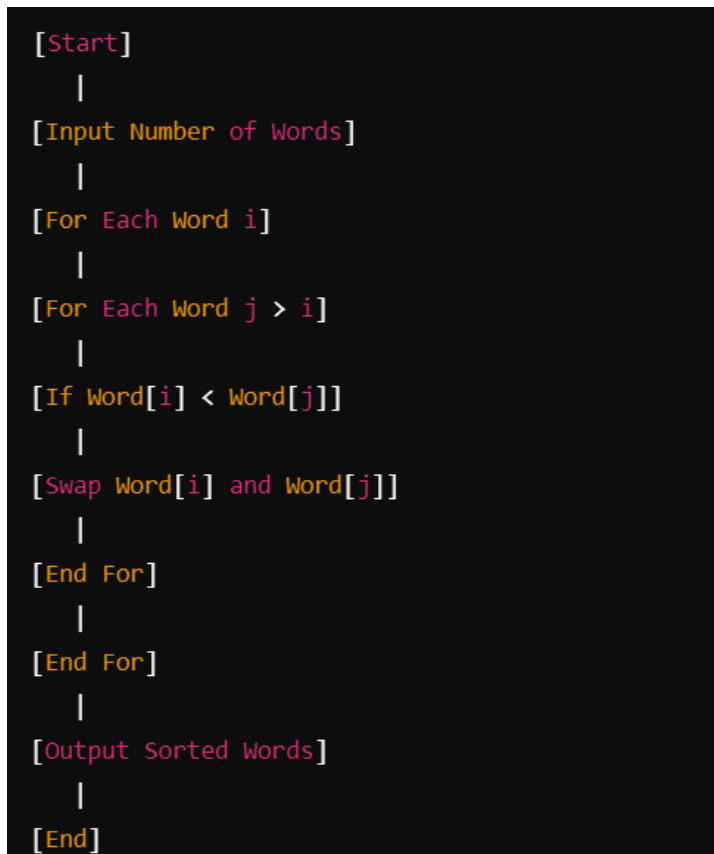 [Start]
|
[Input Number of Words]
|
[For Each Word i]
|
[For Each Word j > i]
|
[If Word[i] < Word[j]]
|
[Swap Word[i] and Word[j]]
|
[End For]
|
[End For]
|
[Output Sorted Words]
|
[End]